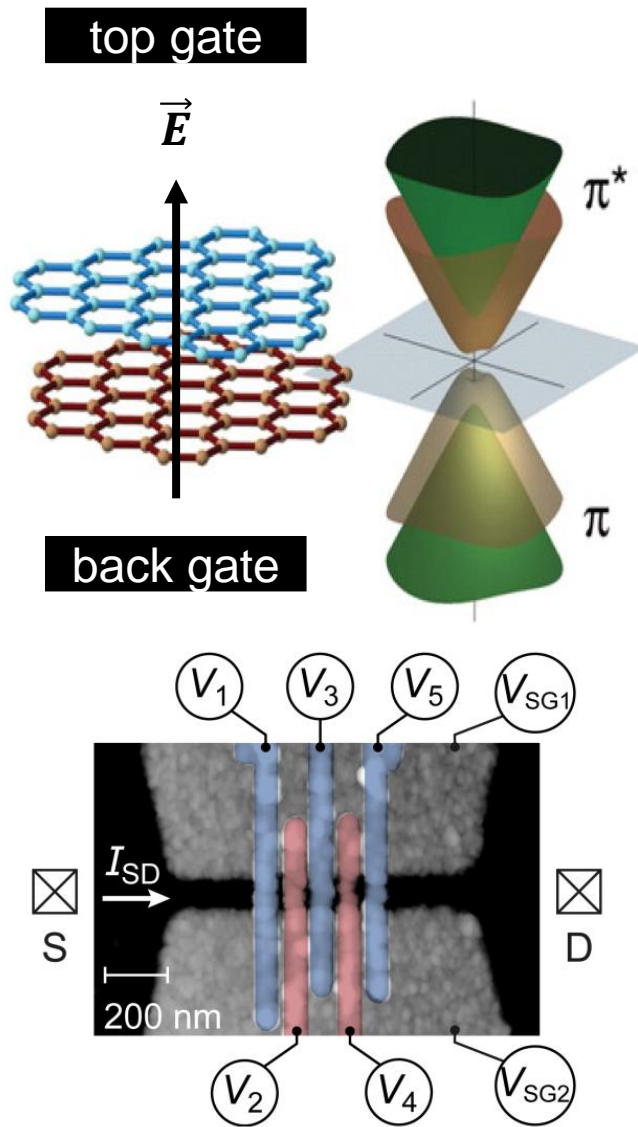 top gate
E
π*
π
back gate
V1 V3 V5 VSG1
ISD
S D
200 nm
V2 V4 VSG2